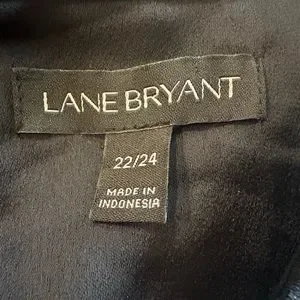 LANE BRYANT
22/24
MADE IN
INDONESIA